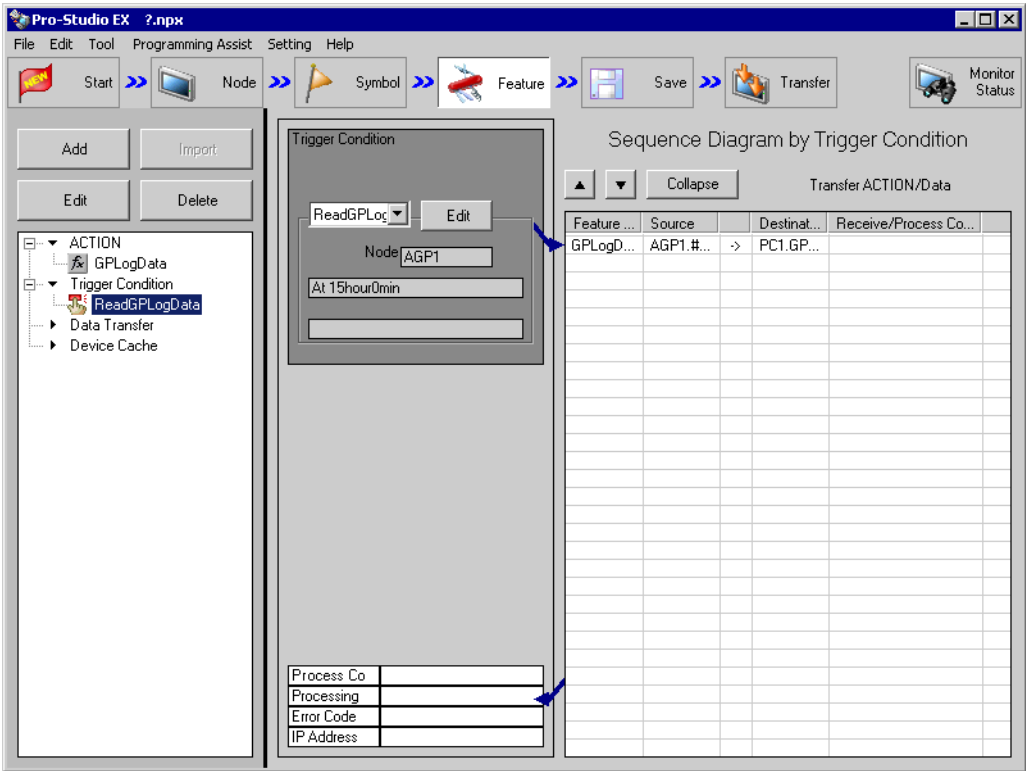 Pro-Studio EX ?.npx
File Edit Tool Programming Assist Setting Help
NEW Start Node Symbol Feature Save Transfer Monitor Status
Add Import
Edit Delete
ACTION
fx GPLogData
Trigger Condition
ReadGPLogData
Data Transfer
Device Cache
Trigger Condition
ReadGPLog Edit
Node AGP1
At 15hour0min
Process Co
Processing
Error Code
IP Address
Sequence Diagram by Trigger Condition
Collapse Transfer ACTION/Data
Feature ... Source Destinat... Receive/Process Co...
GPLogD... AGP1.#... -> PC1.GP...